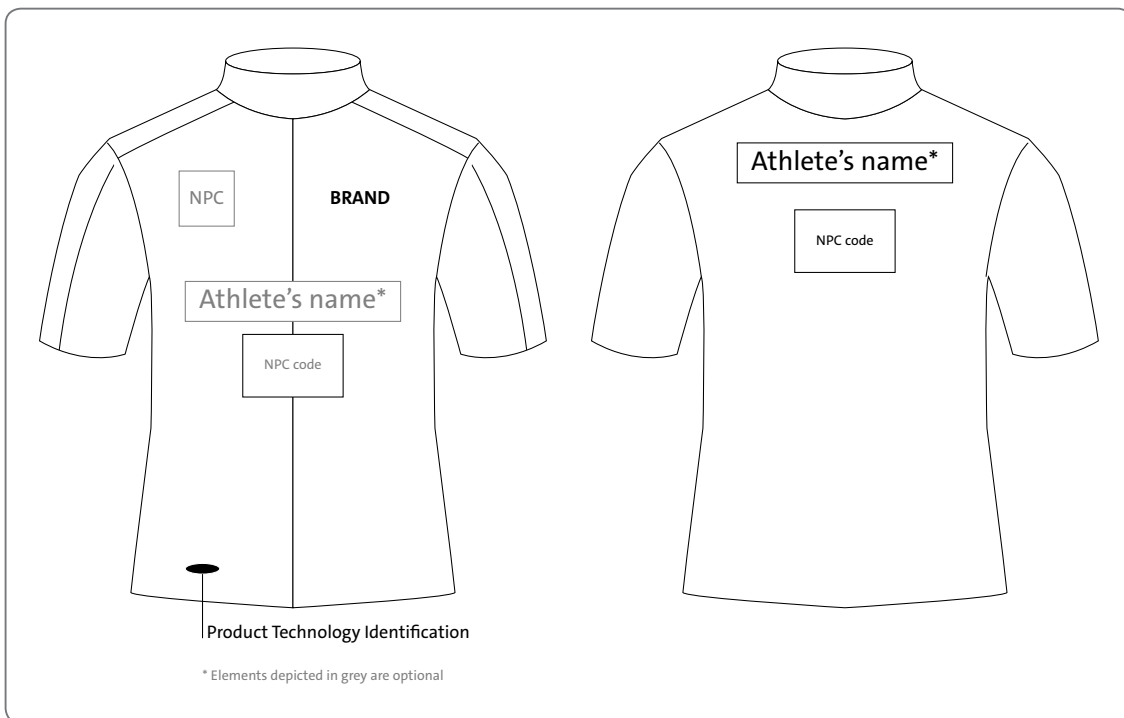 NPC
BRAND
Athlete's name*
NPC code
Product Technology Identification
* Elements depicted in grey are optional
Athlete's name*
NPC code